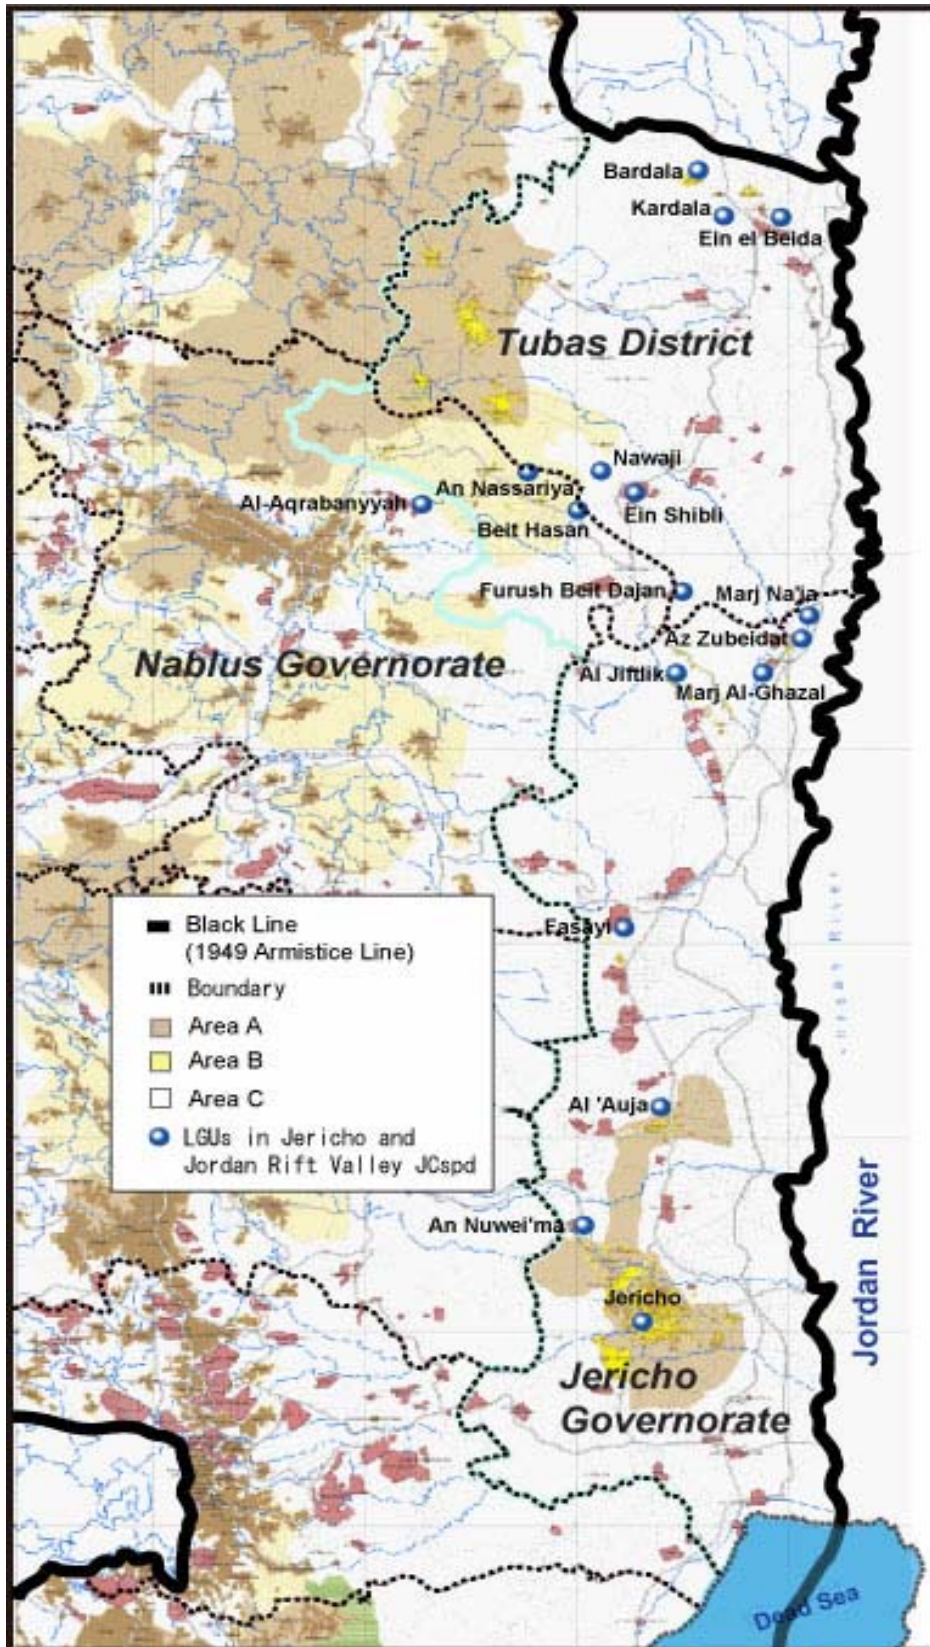 Bardala
Kardala
Ein el Beida
Tubas District
Nawaji
An Nassariya
Al-Aqrabanyyah
Ein Shibli
Beit Hasan
Furush Beit Dajan
Marj Na'ja
Az Zubeidat
Nablus Governorate
Al Jiftlik
Marj Al-Ghazal
Fasayl
Black Line
(1949 Armistice Line)
Boundary
Area A
Area B
Area C
LGUs in Jericho and
Jordan Rift Valley JCspd
Al 'Auja
An Nuwei'ma
Jericho
Jordan River
Jericho
Governorate
Dead Sea